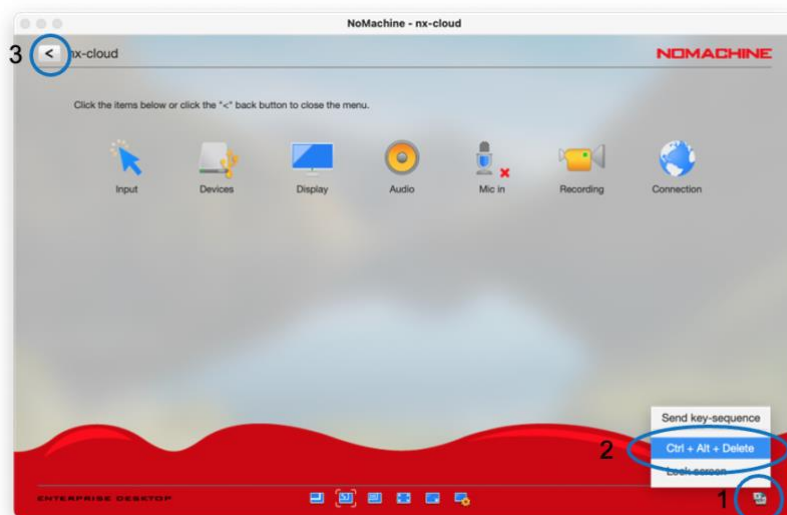 NoMachine - nx-cloud
3
<
nx-cloud
NOMACHINE
Click the items below or click the "<" back button to close the menu.
Input
Devices
Display
Audio
Mic in
Recording
Connection
Send key-sequence
2
Ctrl + Alt + Delete
Lock screen
1
ENTERPRISE DESKTOP